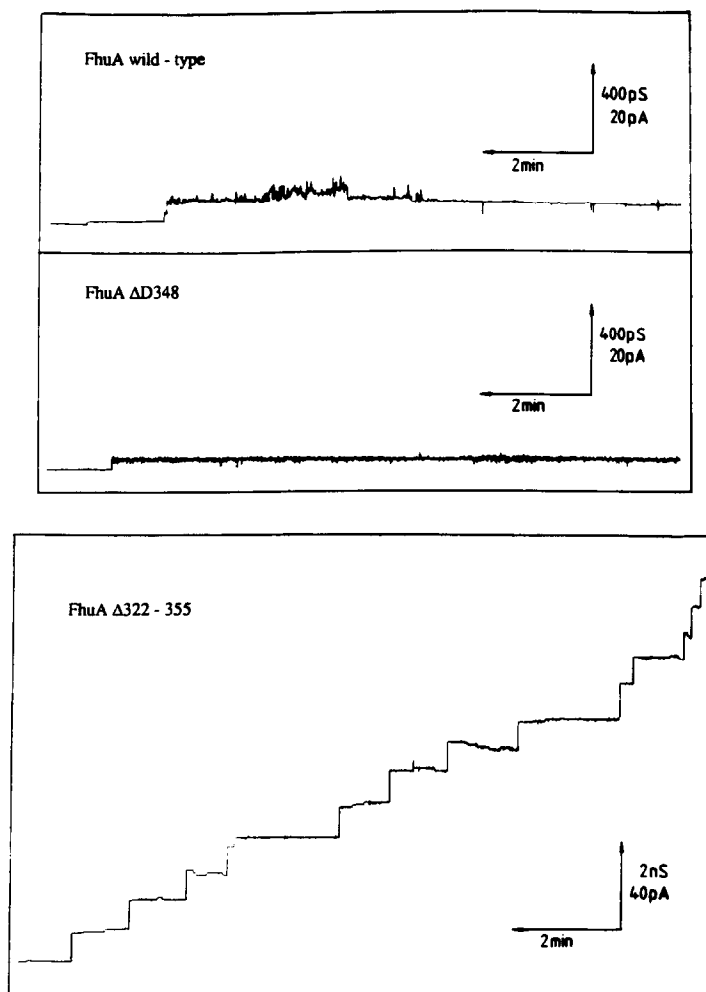 FhuA wild - type
400pS
20pA
2min
FhuA ΔD348
400pS
20pA
2min
FhuA Δ322 - 355
2nS
40pA
2min